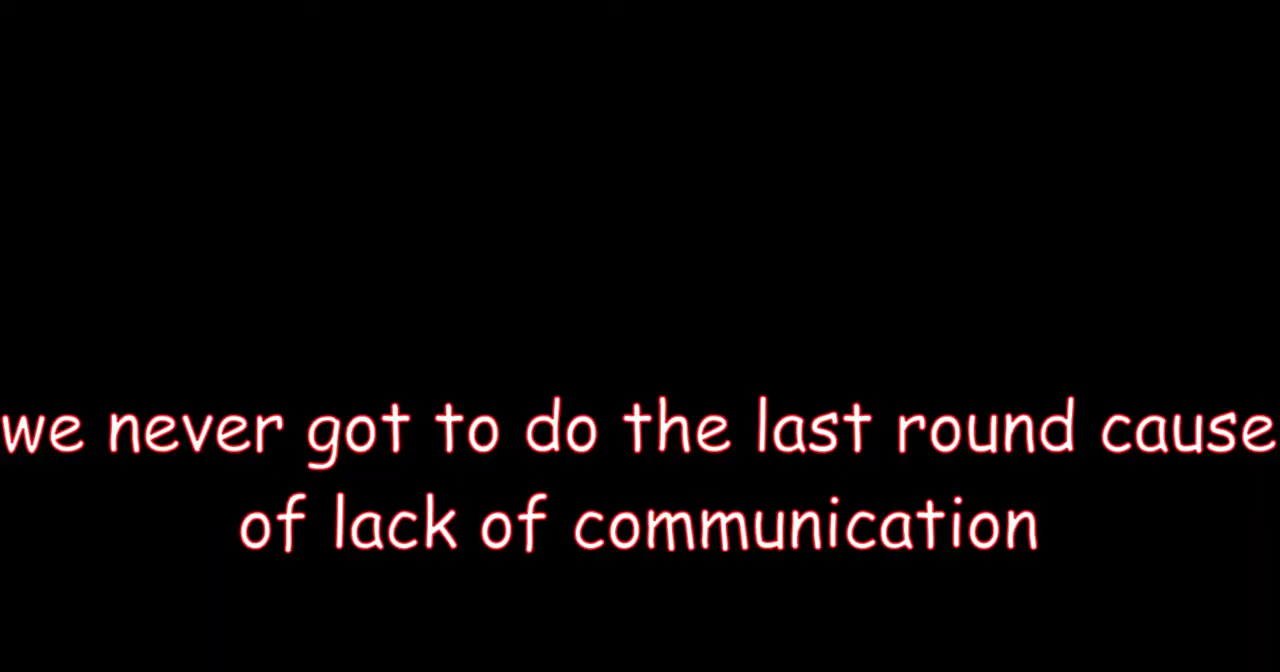 we never got to do the last round cause
of lack of communication